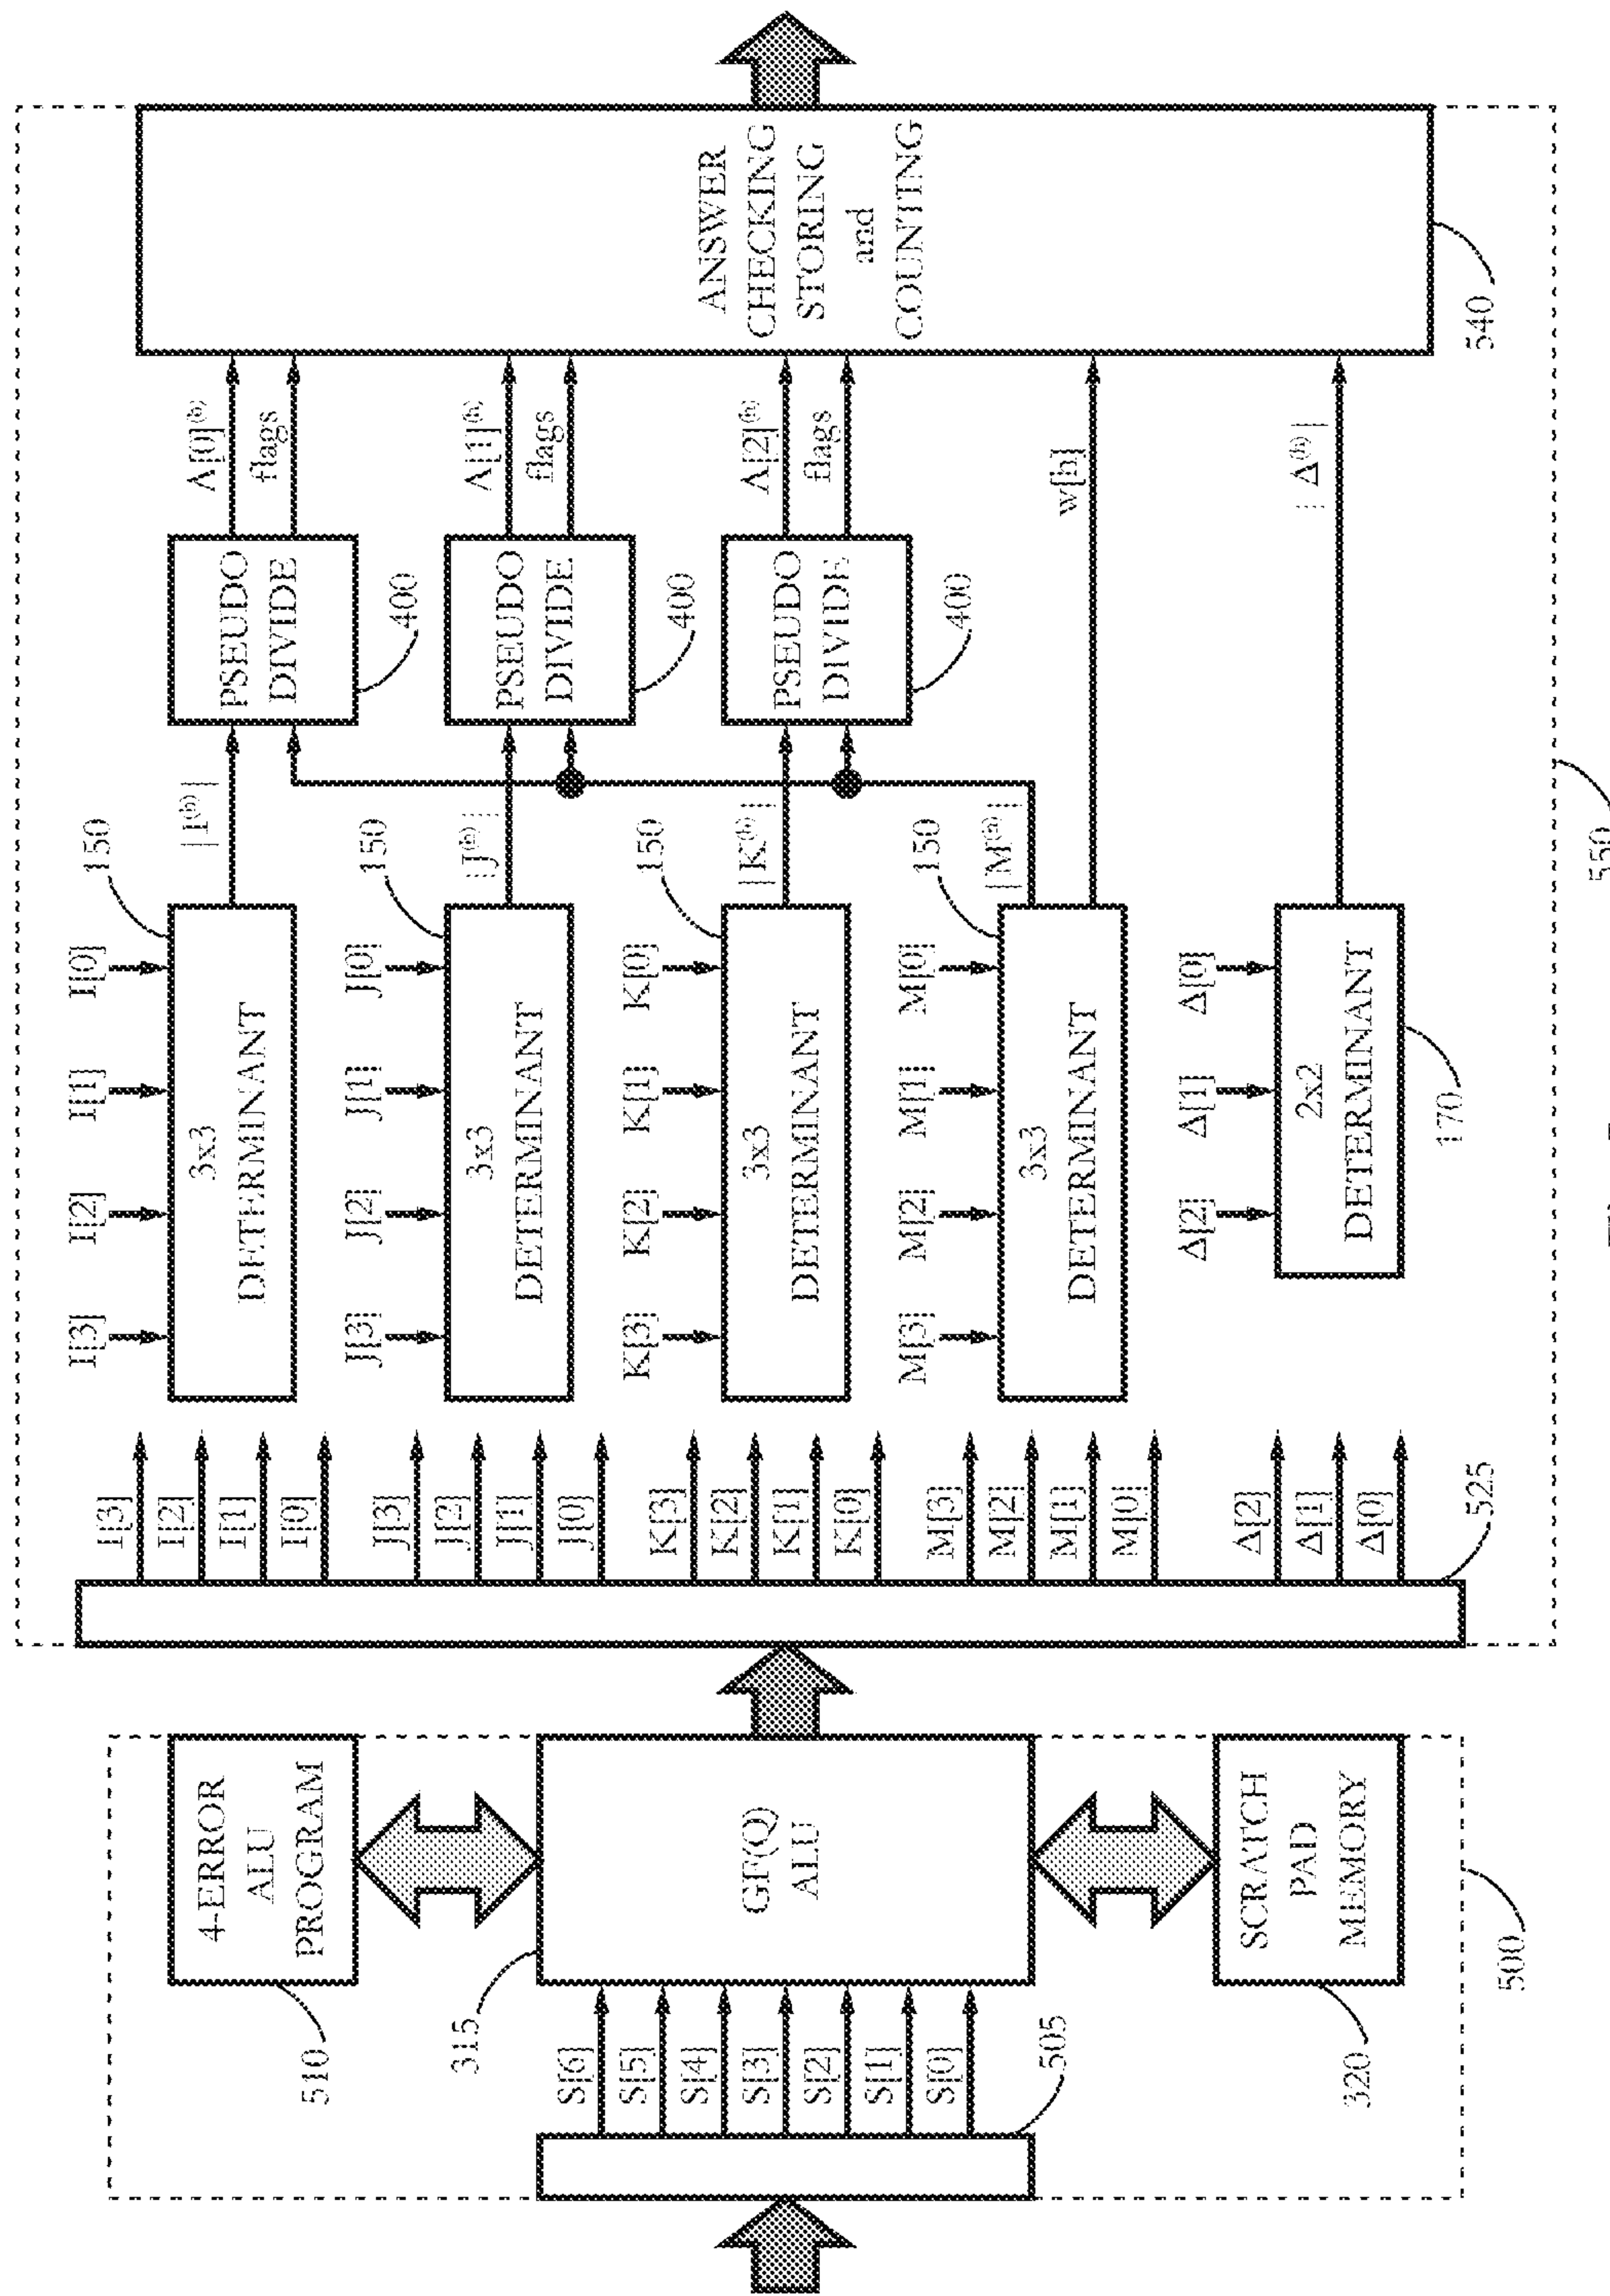 4-ERROR
ALU
PROGRAM
510
315
S[6]
S[5]
S[4]
S[3]
S[2]
S[1]
S[0]
505
GF(Q)
ALU
SCRATCH
PAD
MEMORY
320
500
I[3]
I[2]
I[1]
I[0]
J[3]
J[2]
J[1]
J[0]
K[3]
K[2]
K[1]
K[0]
M[3]
M[2]
M[1]
M[0]
Δ[2]
Δ[1]
Δ[0]
525
I[3] I[2] I[1] I[0]
150
3x3
DETERMINANT
|I⁽ʰ⁾|
J[3] J[2] J[1] J[0]
150
3x3
DETERMINANT
|J⁽ʰ⁾|
K[3] K[2] K[1] K[0]
150
3x3
DETERMINANT
|K⁽ʰ⁾|
M[3] M[2] M[1] M[0]
150
3x3
DETERMINANT
|M⁽ʰ⁾|
Δ[2] Δ[1] Δ[0]
2x2
DETERMINANT
170
PSEUDO
DIVIDE
400
PSEUDO
DIVIDE
400
PSEUDO
DIVIDE
400
Λ[0]⁽ʰ⁾
flags
Λ[1]⁽ʰ⁾
flags
Λ[2]⁽ʰ⁾
flags
w[h]
|Δ⁽ʰ⁾|
ANSWER
CHECKING
STORING
and
COUNTING
540
550